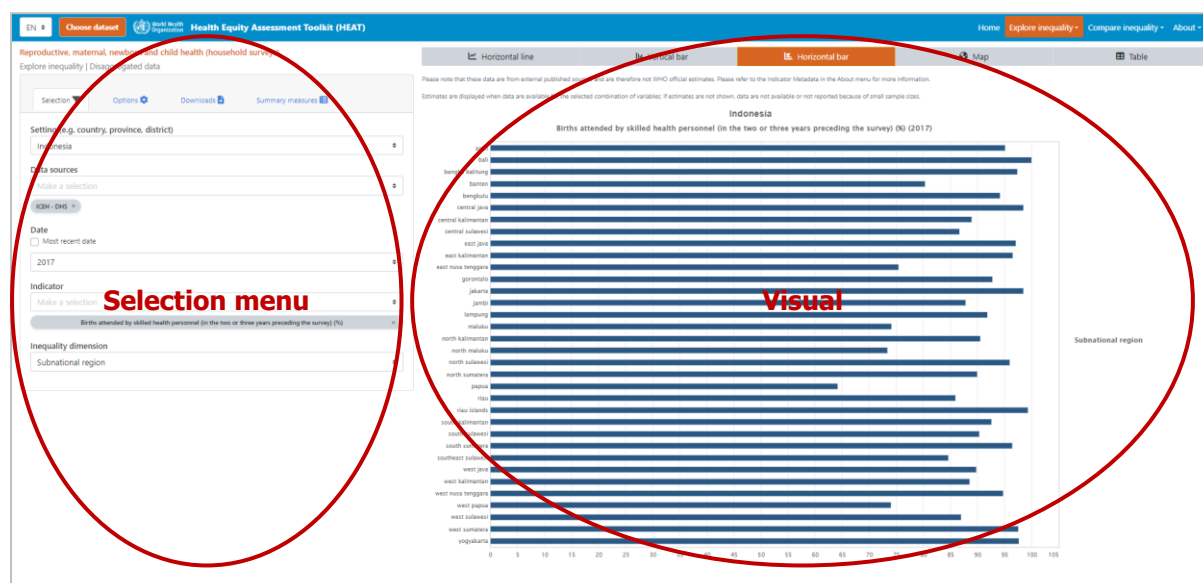 EN Choose dataset World Health Organization Health Equity Assessment Toolkit (HEAT) Home Explore inequality Compare inequality About
Reproductive, maternal, newborn and child health (household surveys)
Explore inequality | Disaggregated data
Horizontal line Vertical bar Horizontal bar Map Table
Please note that these data are from external published sources and are therefore not WHO official estimates. Please refer to the Indicator Metadata in the About menu for more information.
Estimates are displayed when data are available for the selected combination of variables; if estimates are not shown, data are not available or not reported because of small sample sizes.
Selection Options Downloads Summary measures
Setting (e.g. country, province, district)
Indonesia
Data sources
Make a selection
ICEH - DHS ×
Date
Most recent date
2017
Indicator
Make a selection
Births attended by skilled health personnel (in the two or three years preceding the survey) (%) ×
Inequality dimension
Subnational region
Selection menu
Indonesia
Births attended by skilled health personnel (in the two or three years preceding the survey) (%) (2017)
bali
bangka belitung
banten
bengkulu
central java
central kalimantan
central sulawesi
east java
east kalimantan
east nusa tenggara
gorontalo
jakarta
jambi
lampung
maluku
north kalimantan
north maluku
north sulawesi
north sumatera
papua
riau
riau islands
south kalimantan
south sulawesi
south sumatera
southeast sulawesi
west java
west kalimantan
west nusa tenggara
west papua
west sulawesi
west sumatera
yogyakarta
0 5 10 15 20 25 30 35 40 45 50 55 60 65 70 75 80 85 90 95 100 105
Visual
Subnational region